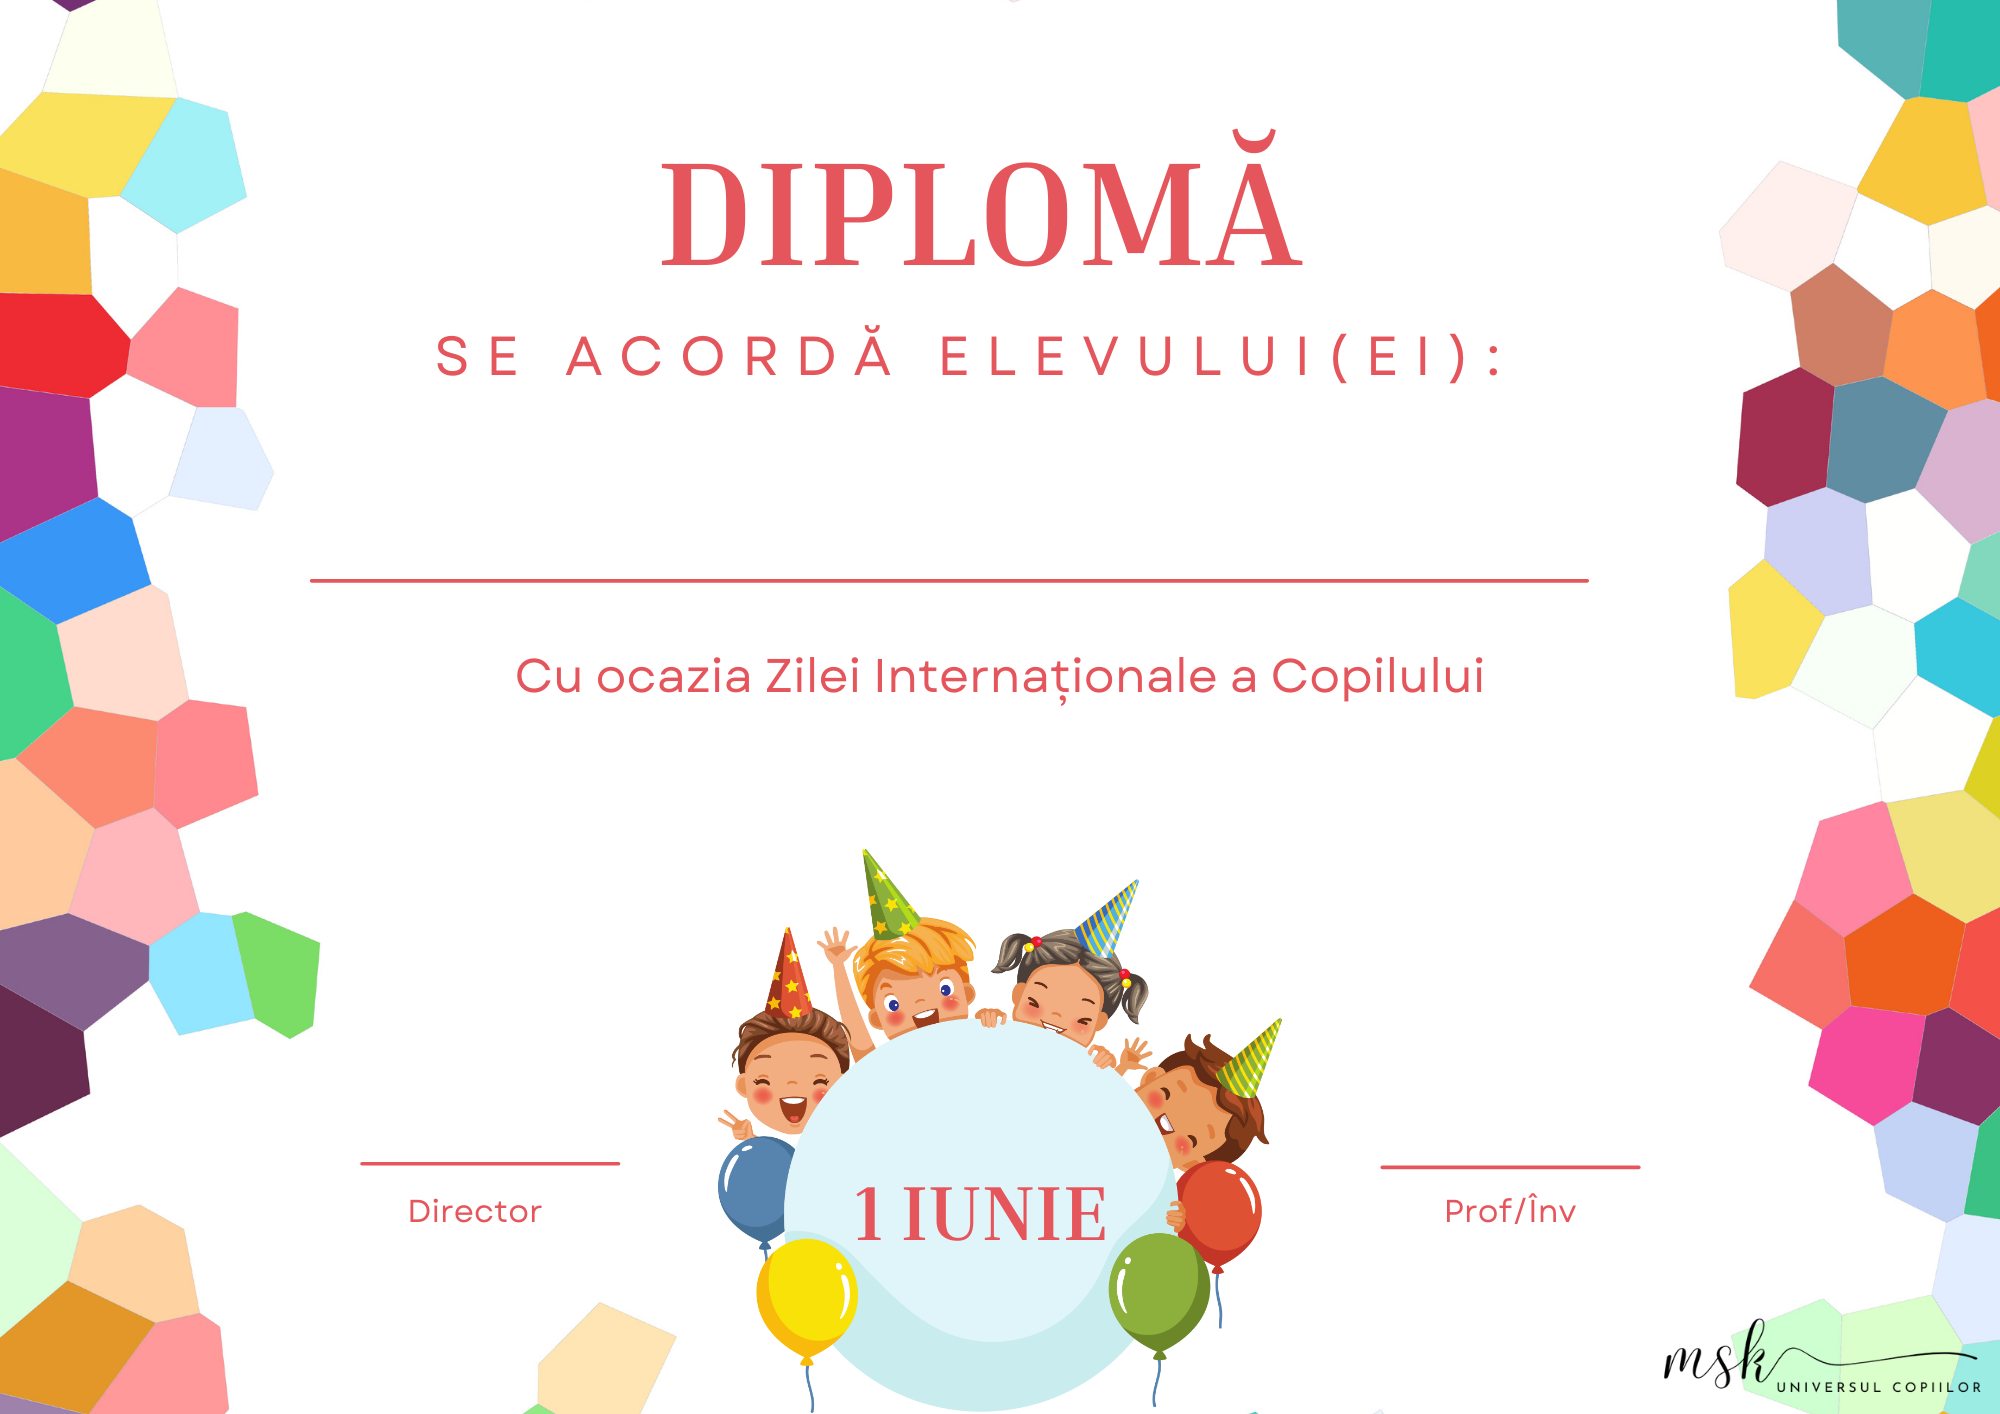 DIPLOMĂ
SE ACORDĂ ELEVULUI(EI):
Cu ocazia Zilei Internaționale a Copilului
1 IUNIE
Director
Prof/Înv
msk
UNIVERSUL COPIILOR